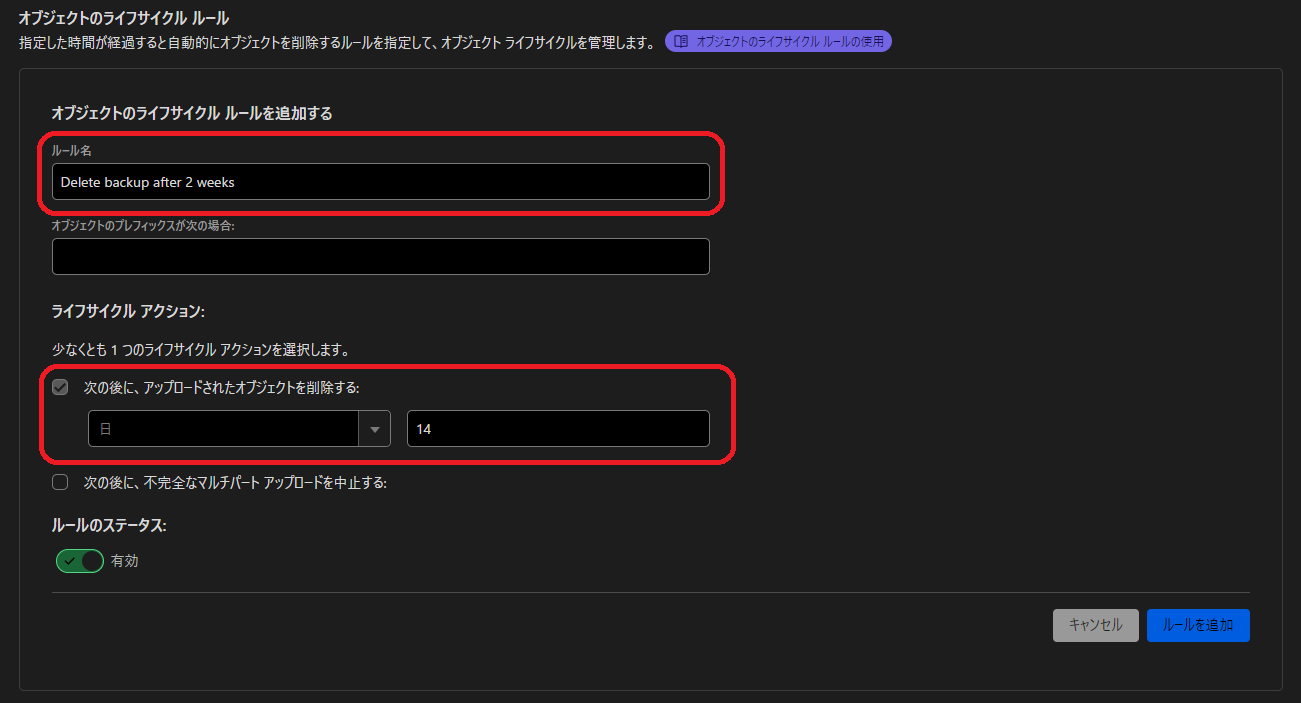 オブジェクトのライフサイクル ルール
指定した時間が経過すると自動的にオブジェクトを削除するルールを指定して、オブジェクト ライフサイクルを管理します。 オブジェクトのライフサイクル ルールの使用
オブジェクトのライフサイクル ルールを追加する
ルール名
Delete backup after 2 weeks
オブジェクトのプレフィックスが次の場合:
ライフサイクル アクション:
少なくとも 1 つのライフサイクル アクションを選択します。
次の後に、アップロードされたオブジェクトを削除する:
日 14
次の後に、不完全なマルチパート アップロードを中止する:
ルールのステータス:
有効
キャンセル ルールを追加